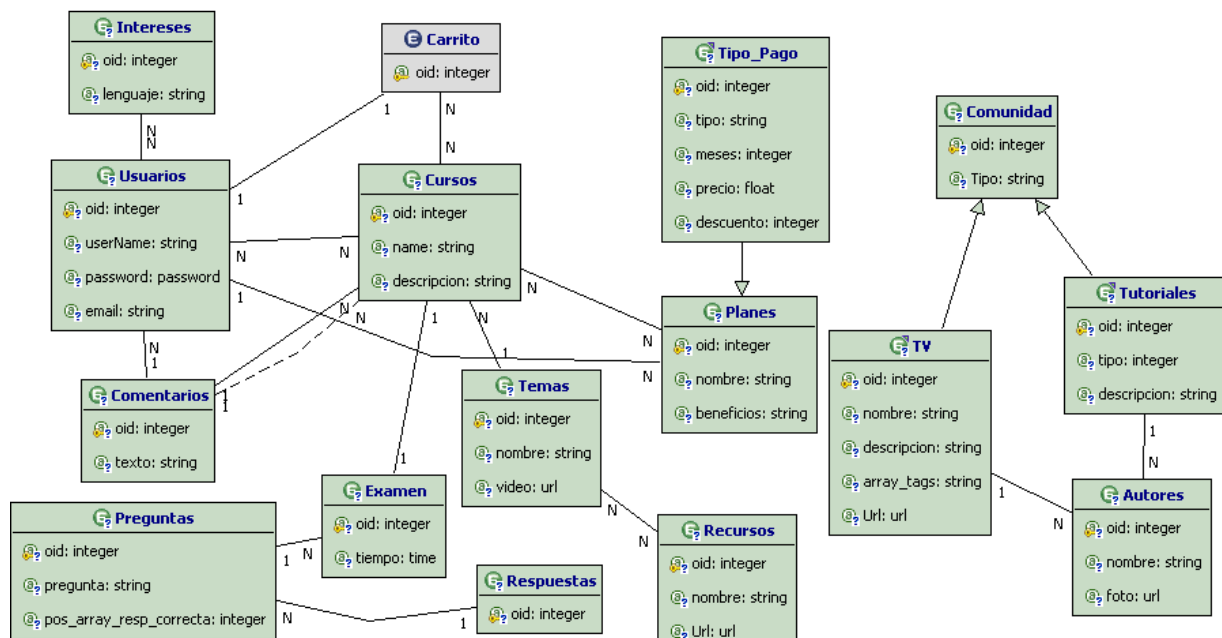 Intereses
oid: integer
lenguaje: string
Carrito
oid: integer
Tipo_Pago
oid: integer
tipo: string
meses: integer
precio: float
descuento: integer
Comunidad
oid: integer
Tipo: string
1
N
N
N
N
1
Usuarios
oid: integer
userName: string
password: password
email: string
Cursos
oid: integer
name: string
descripcion: string
N
N
1
N
N
1
N
N
N
1
N
N
N
1
Planes
oid: integer
nombre: string
beneficios: string
Tutoriales
oid: integer
tipo: integer
descripcion: string
TV
oid: integer
nombre: string
descripcion: string
array_tags: string
Url: url
Comentarios
oid: integer
texto: string
1
1
Temas
oid: integer
nombre: string
video: url
1
N
1
N
Autores
oid: integer
nombre: string
foto: url
1
Examen
oid: integer
tiempo: time
N
N
Preguntas
oid: integer
pregunta: string
pos_array_resp_correcta: integer
1
N
N
1
Respuestas
oid: integer
Recursos
oid: integer
nombre: string
Url: url